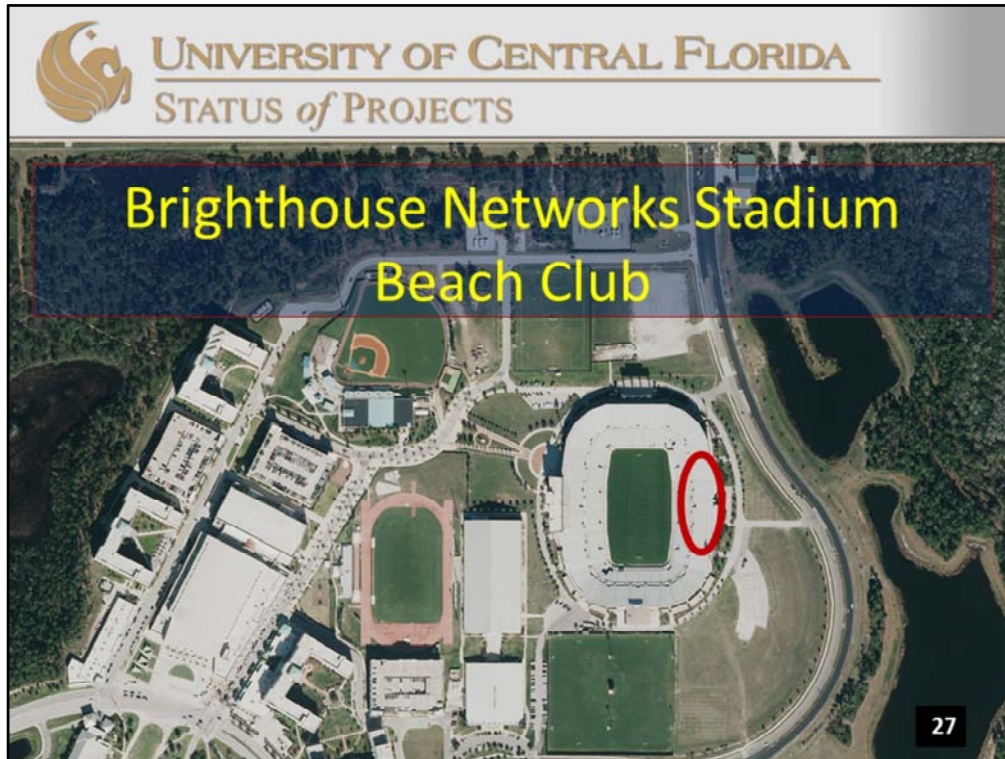 UNIVERSITY OF CENTRAL FLORIDA
STATUS of PROJECTS
Brighthouse Networks Stadium
Beach Club
27